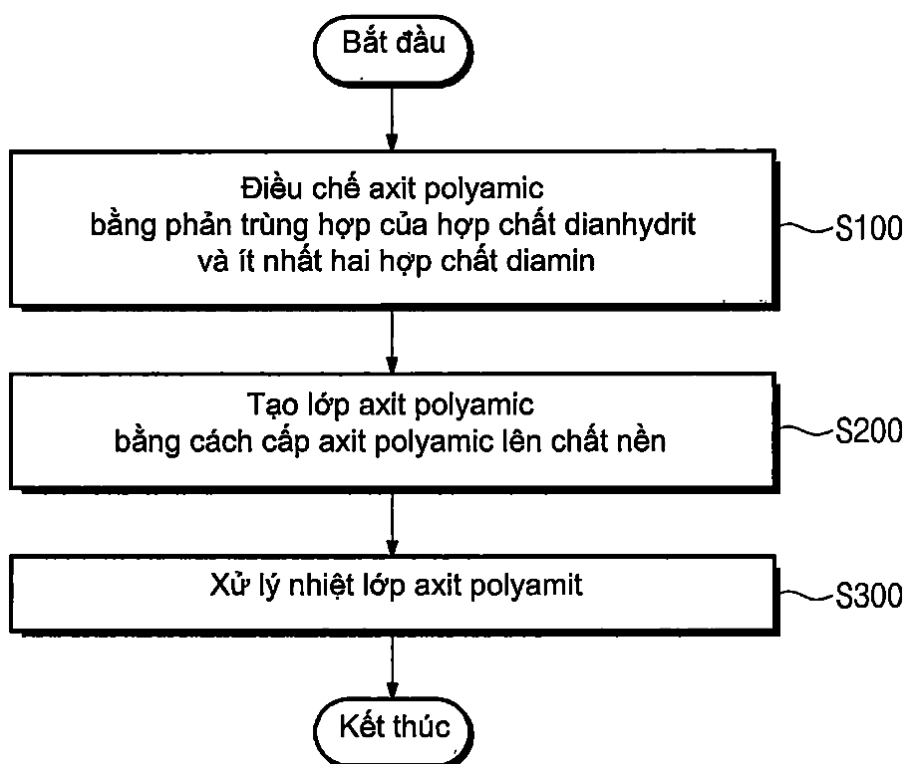 Bắt đầu
Điều chế axit polyamic
bằng phản trùng hợp của hợp chất dianhydrit
và ít nhất hai hợp chất diamin
S100
Tạo lớp axit polyamic
bằng cách cấp axit polyamic lên chất nền
S200
Xử lý nhiệt lớp axit polyamit
S300
Kết thúc